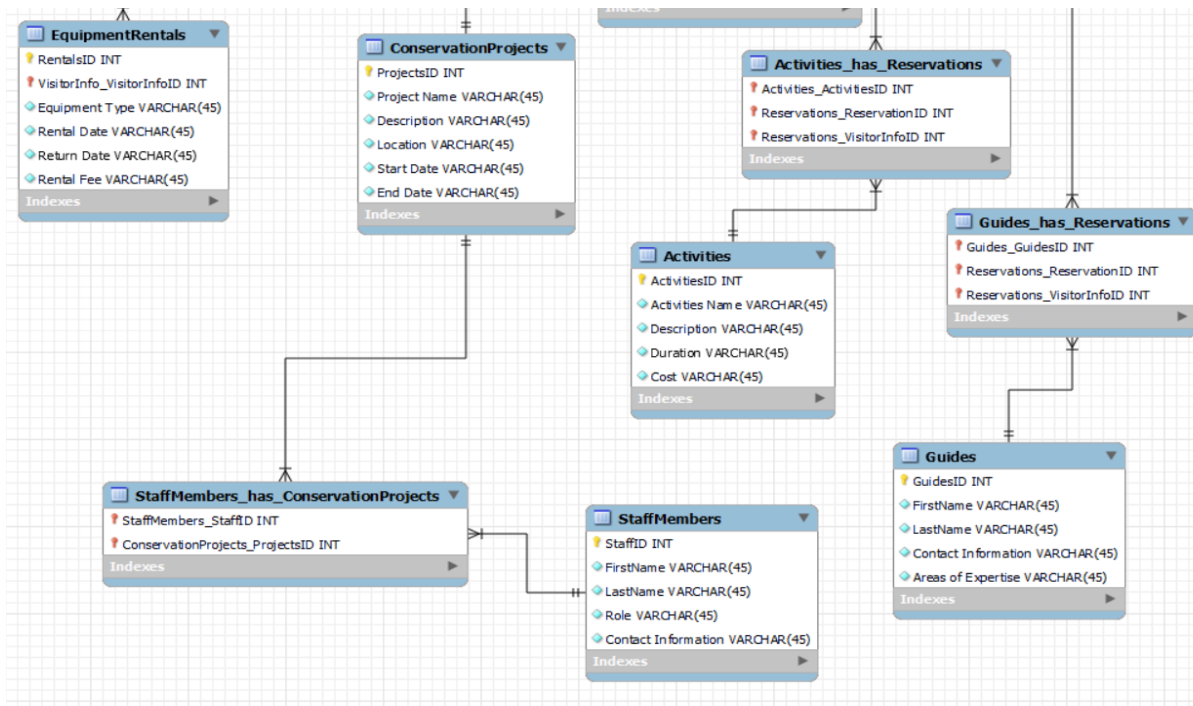 EquipmentRentals
RentalsID INT
VisitorInfo_VisitorInfoID INT
Equipment Type VARCHAR(45)
Rental Date VARCHAR(45)
Return Date VARCHAR(45)
Rental Fee VARCHAR(45)
Indexes
ConservationProjects
ProjectsID INT
Project Name VARCHAR(45)
Description VARCHAR(45)
Location VARCHAR(45)
Start Date VARCHAR(45)
End Date VARCHAR(45)
Indexes
Indexes
Activities_has_Reservations
Activities_ActivitiesID INT
Reservations_ReservationID INT
Reservations_VisitorInfoID INT
Indexes
Activities
ActivitiesID INT
Activities Name VARCHAR(45)
Description VARCHAR(45)
Duration VARCHAR(45)
Cost VARCHAR(45)
Indexes
Guides_has_Reservations
Guides_GuidesID INT
Reservations_ReservationID INT
Reservations_VisitorInfoID INT
Indexes
StaffMembers_has_ConservationProjects
StaffMembers_StaffID INT
ConservationProjects_ProjectsID INT
Indexes
StaffMembers
StaffID INT
FirstName VARCHAR(45)
LastName VARCHAR(45)
Role VARCHAR(45)
Contact Information VARCHAR(45)
Indexes
Guides
GuidesID INT
FirstName VARCHAR(45)
LastName VARCHAR(45)
Contact Information VARCHAR(45)
Areas of Expertise VARCHAR(45)
Indexes